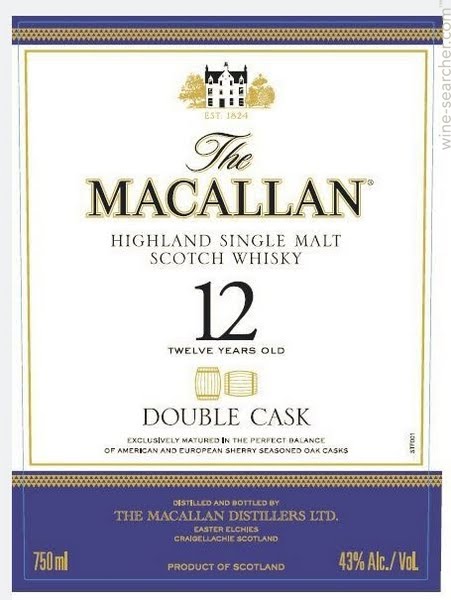 EST. 1824
The
MACALLAN®
HIGHLAND SINGLE MALT
SCOTCH WHISKY
12
TWELVE YEARS OLD
DOUBLE CASK
EXCLUSIVELY MATURED IN THE PERFECT BALANCE
OF AMERICAN AND EUROPEAN SHERRY SEASONED OAK CASKS
DISTILLED AND BOTTLED BY
THE MACALLAN DISTILLERS LTD.
EASTER ELCHIES
CRAIGELLACHIE SCOTLAND
750 ml
PRODUCT OF SCOTLAND
43% Alc./Vol.
wine-searcher.com